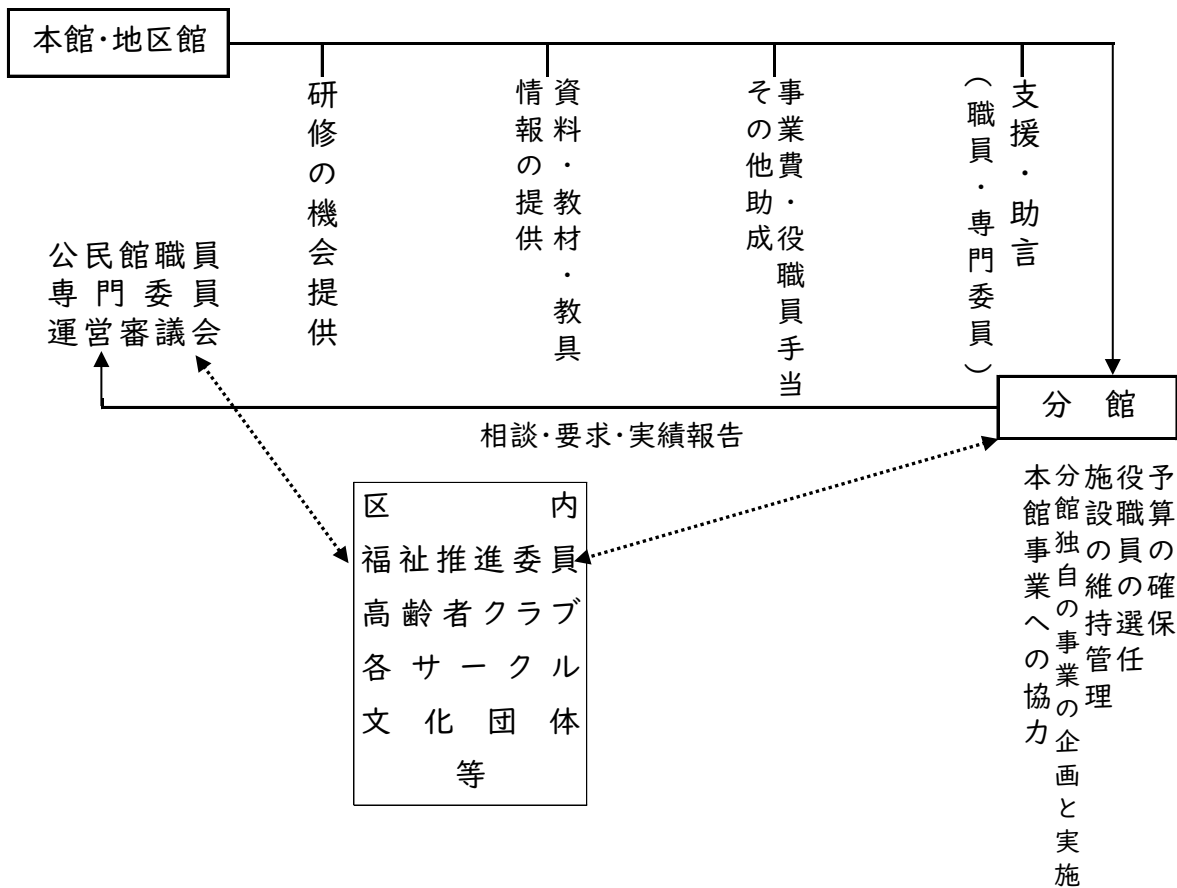 本館・地区館
支援・助言
（職員・専門委員）
事業費・役職員手当
その他助成
資料・教材・教具
情報の提供
研修の機会提供
公民館職員
専門委員
運営審議会
分館
相談・要求・実績報告
区内
福祉推進委員
高齢者クラブ
各サークル
文化団体
等
予算の確保
役職員の選任
施設の維持管理
分館独自の事業の企画と実施
本館事業への協力